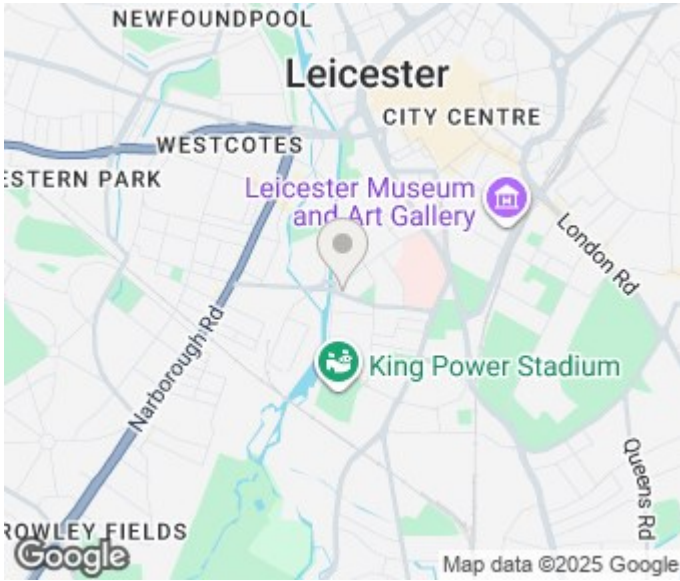 NEWFOUNDPOOL
Leicester
CITY CENTRE
WESTCOTES
ESTERN PARK
Leicester Museum
and Art Gallery
London Rd
Narborough Rd
King Power Stadium
Queens Rd
ROWLEY FIELDS
Google
Map data ©2025 Google